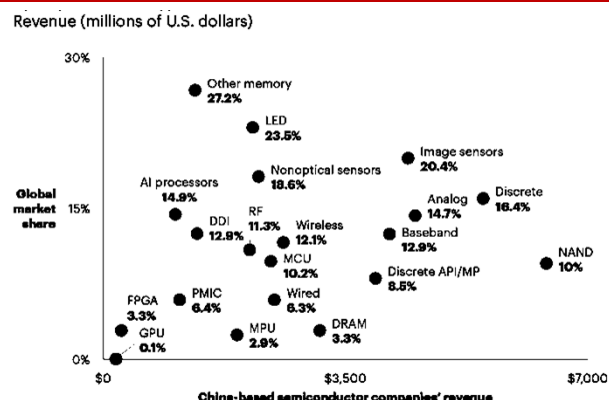 Revenue (millions of U.S. dollars)
30%
Other memory
27.2%
LED
23.5%
Image sensors
20.4%
Nonoptical sensors
18.6%
AI processors
14.9%
Discrete
16.4%
Global
market
share
15%
Analog
14.7%
RF
11.3%
DDI
12.8%
Wireless
12.1%
Baseband
12.9%
MCU
10.2%
NAND
10%
Discrete API/MP
8.5%
PMIC
6.4%
Wired
6.3%
FPGA
3.3%
GPU
0.1%
MPU
2.9%
DRAM
3.3%
0%
$0
$3,500
$7,000
China-based semiconductor companies' revenue